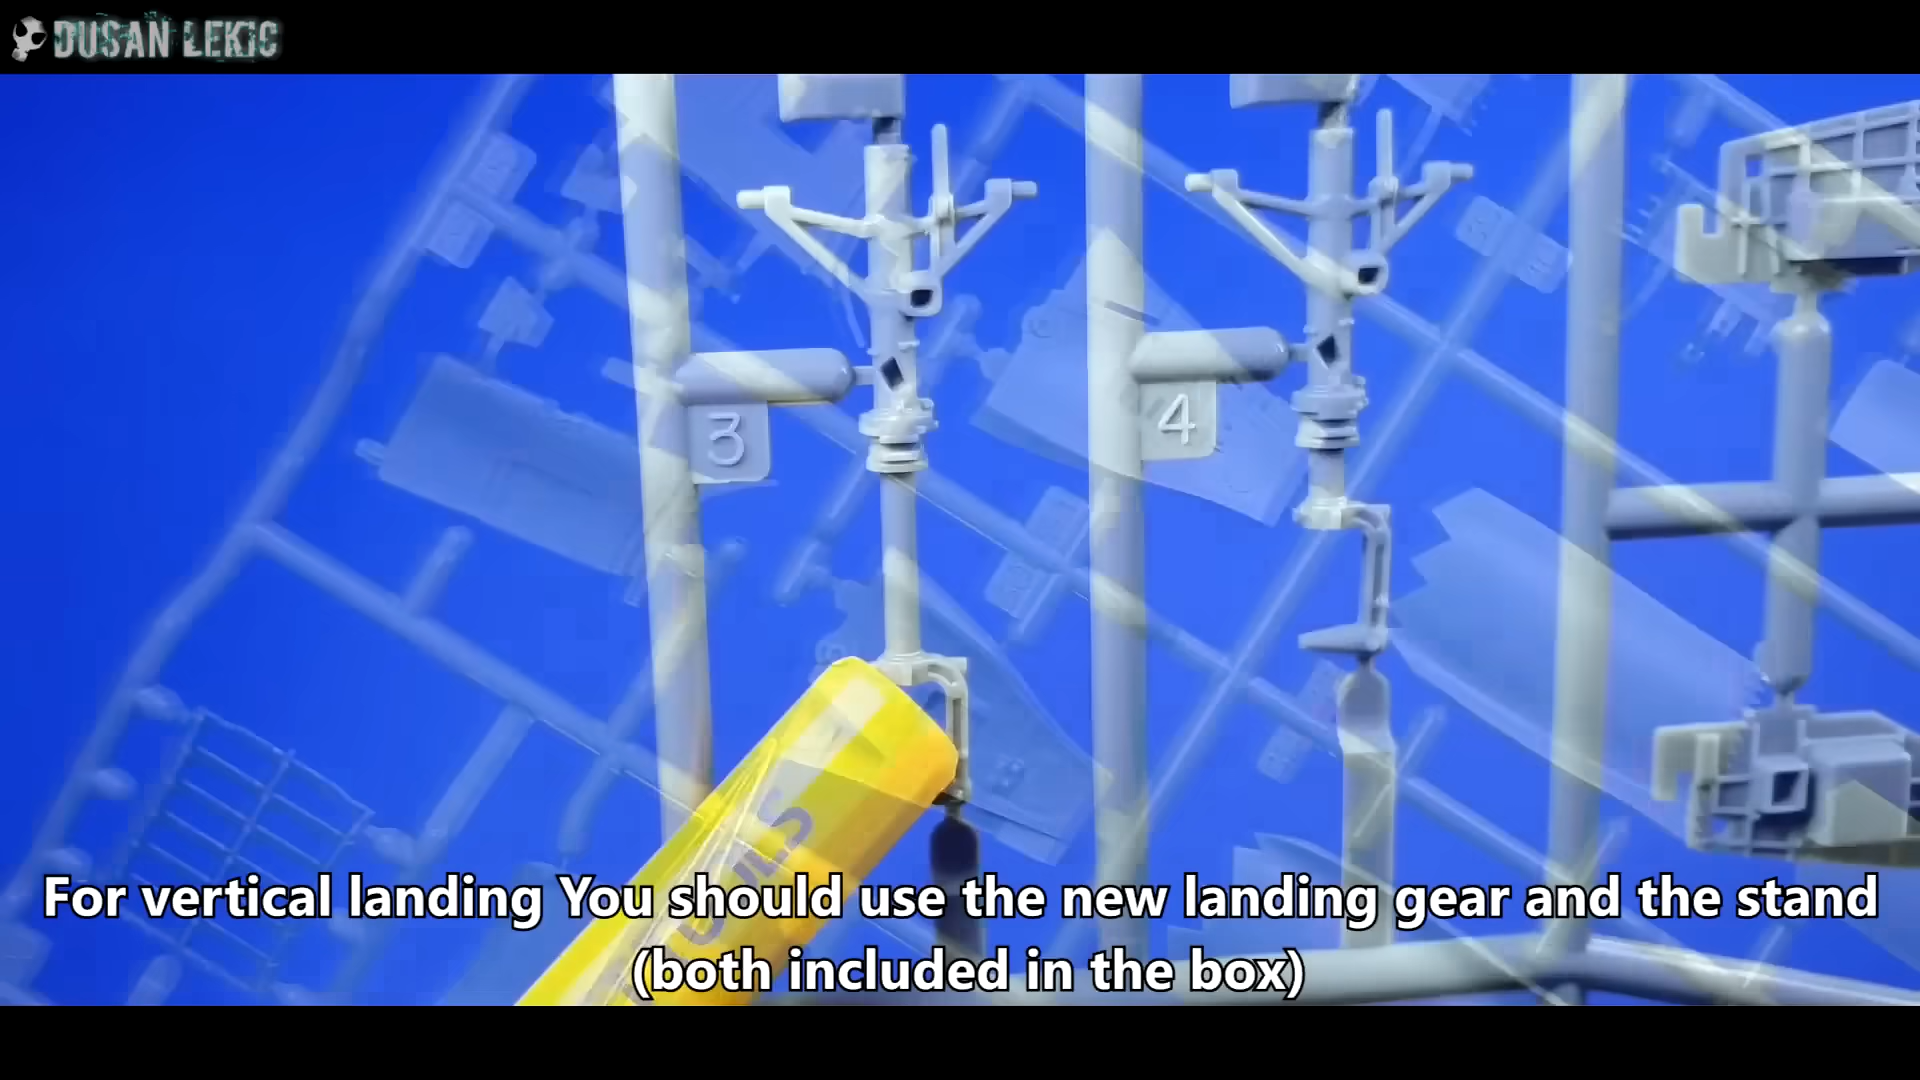 DUSAN LEKIC
3
4
For vertical landing You should use the new landing gear and the stand
(both included in the box)